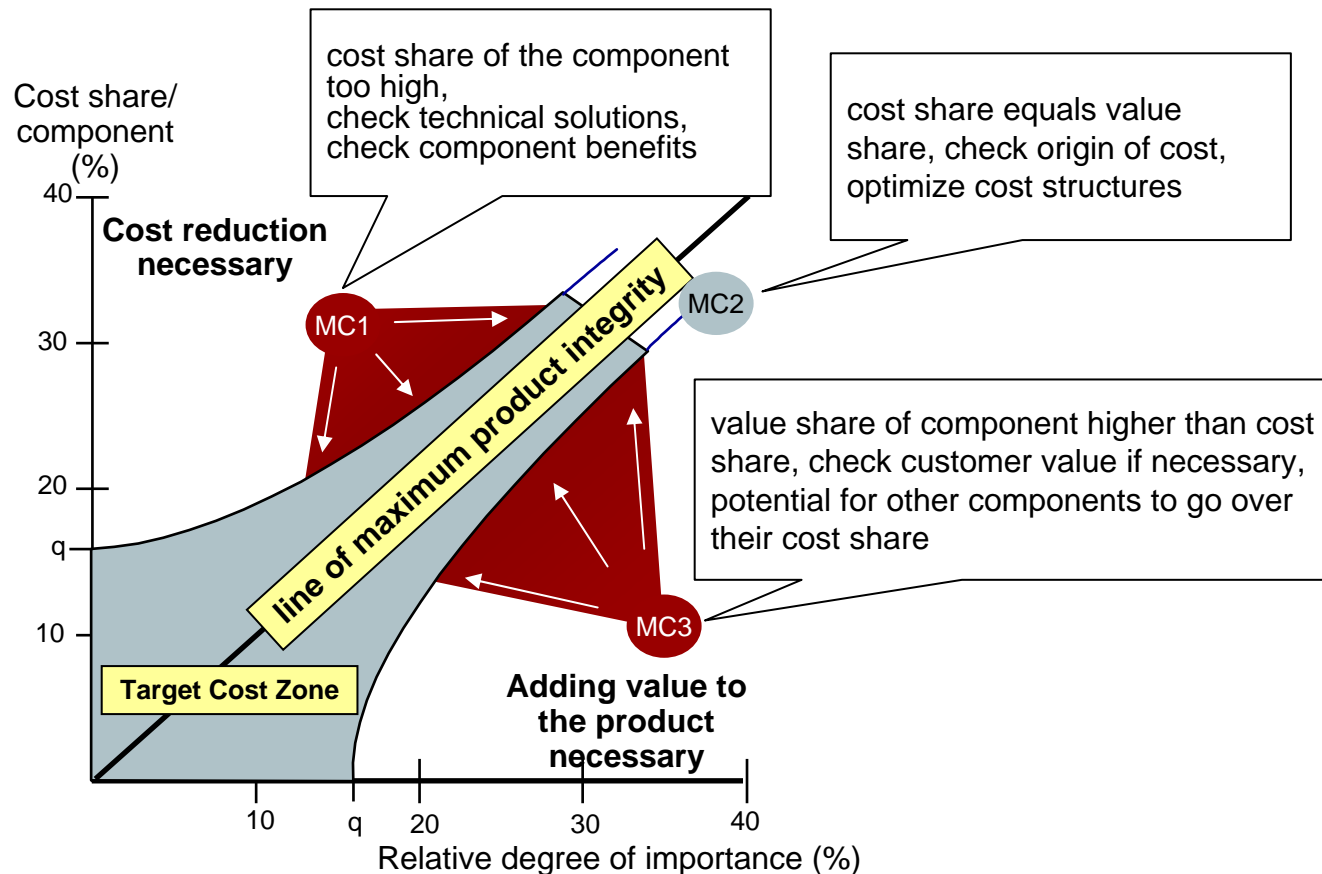 cost share of the component
too high,
check technical solutions,
check component benefits
cost share equals value
share, check origin of cost,
optimize cost structures
Cost share/
component
(%)
40
Cost reduction
necessary
MC1
MC2
30
line of maximum product integrity
value share of component higher than cost
share, check customer value if necessary,
potential for other components to go over
their cost share
20
q
10
MC3
Target Cost Zone
Adding value to
the product
necessary
10
q
20
30
40
Relative degree of importance (%)